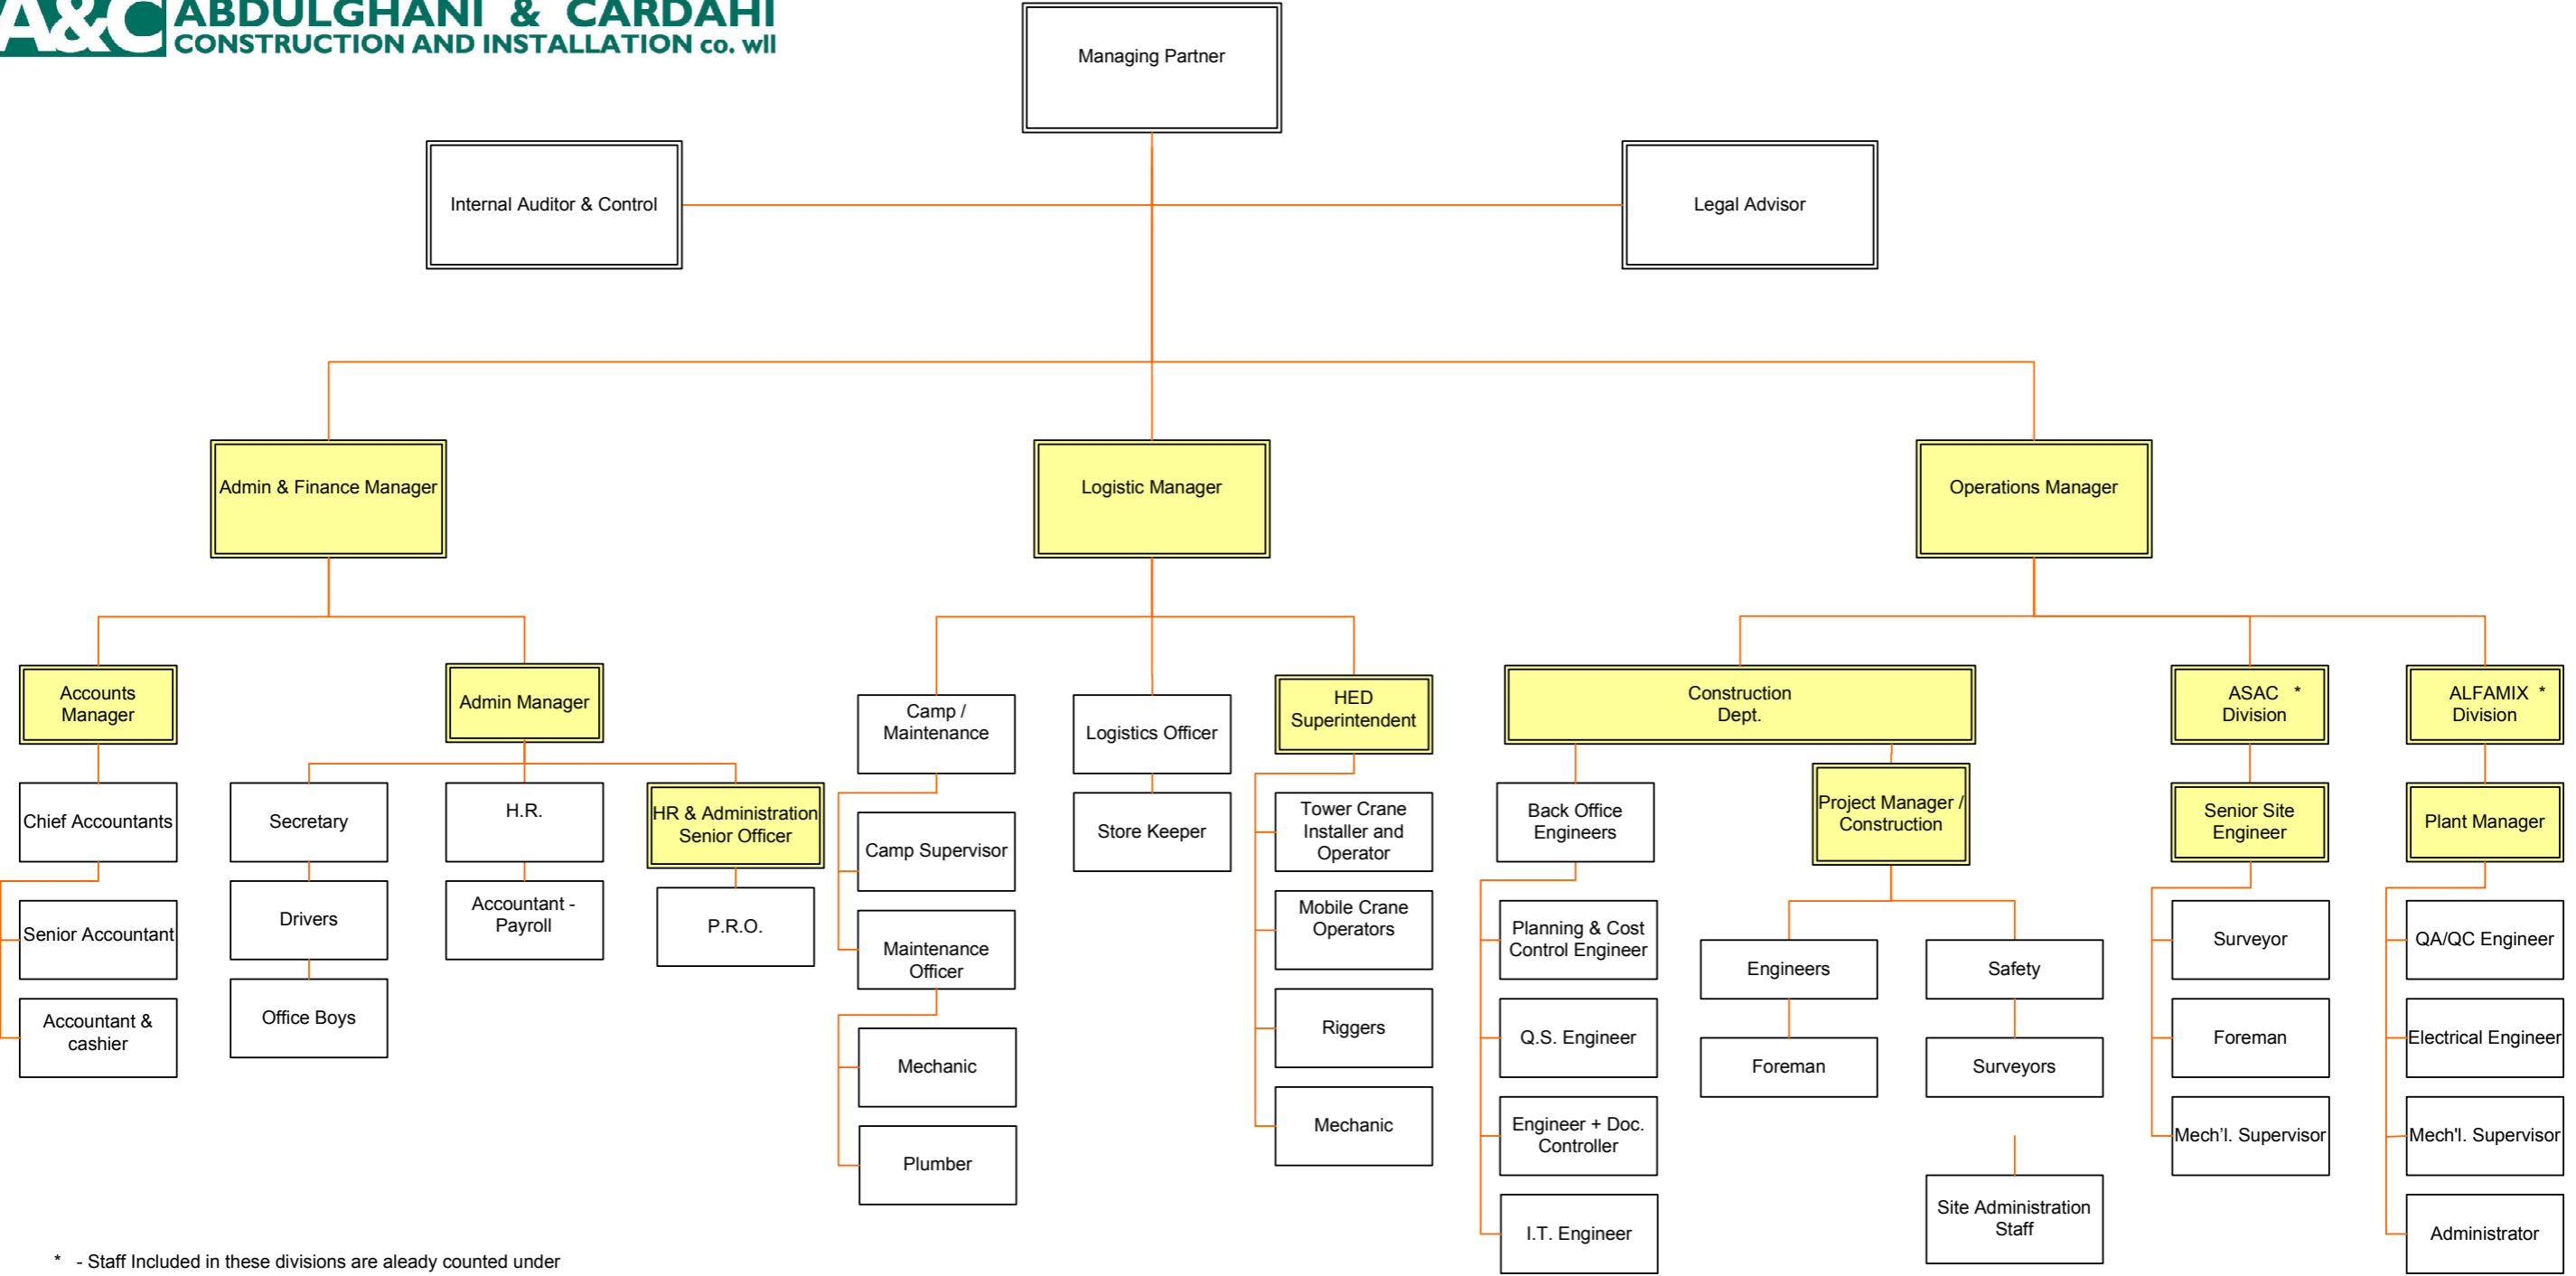 A&C ABDULGHANI & CARDAHI
CONSTRUCTION AND INSTALLATION co. wll
Managing Partner
Internal Auditor & Control
Legal Advisor
Admin & Finance Manager
Logistic Manager
Operations Manager
Accounts
Manager
Admin Manager
Camp /
Maintenance
Logistics Officer
HED
Superintendent
Construction
Dept.
ASAC *
Division
ALFAMIX *
Division
Chief Accountants
Secretary
H.R.
HR & Administration
Senior Officer
Camp Supervisor
Store Keeper
Tower Crane
Installer and
Operator
Back Office
Engineers
Project Manager /
Construction
Senior Site
Engineer
Plant Manager
Senior Accountant
Drivers
Accountant -
Payroll
P.R.O.
Maintenance
Officer
Mobile Crane
Operators
Planning & Cost
Control Engineer
Engineers
Safety
Surveyor
QA/QC Engineer
Accountant &
cashier
Office Boys
Mechanic
Riggers
Q.S. Engineer
Foreman
Surveyors
Foreman
Electrical Engineer
Plumber
Mechanic
Engineer + Doc.
Controller
Mech'l. Supervisor
Mech'l. Supervisor
I.T. Engineer
Site Administration
Staff
Administrator
* - Staff Included in these divisions are aleady counted under